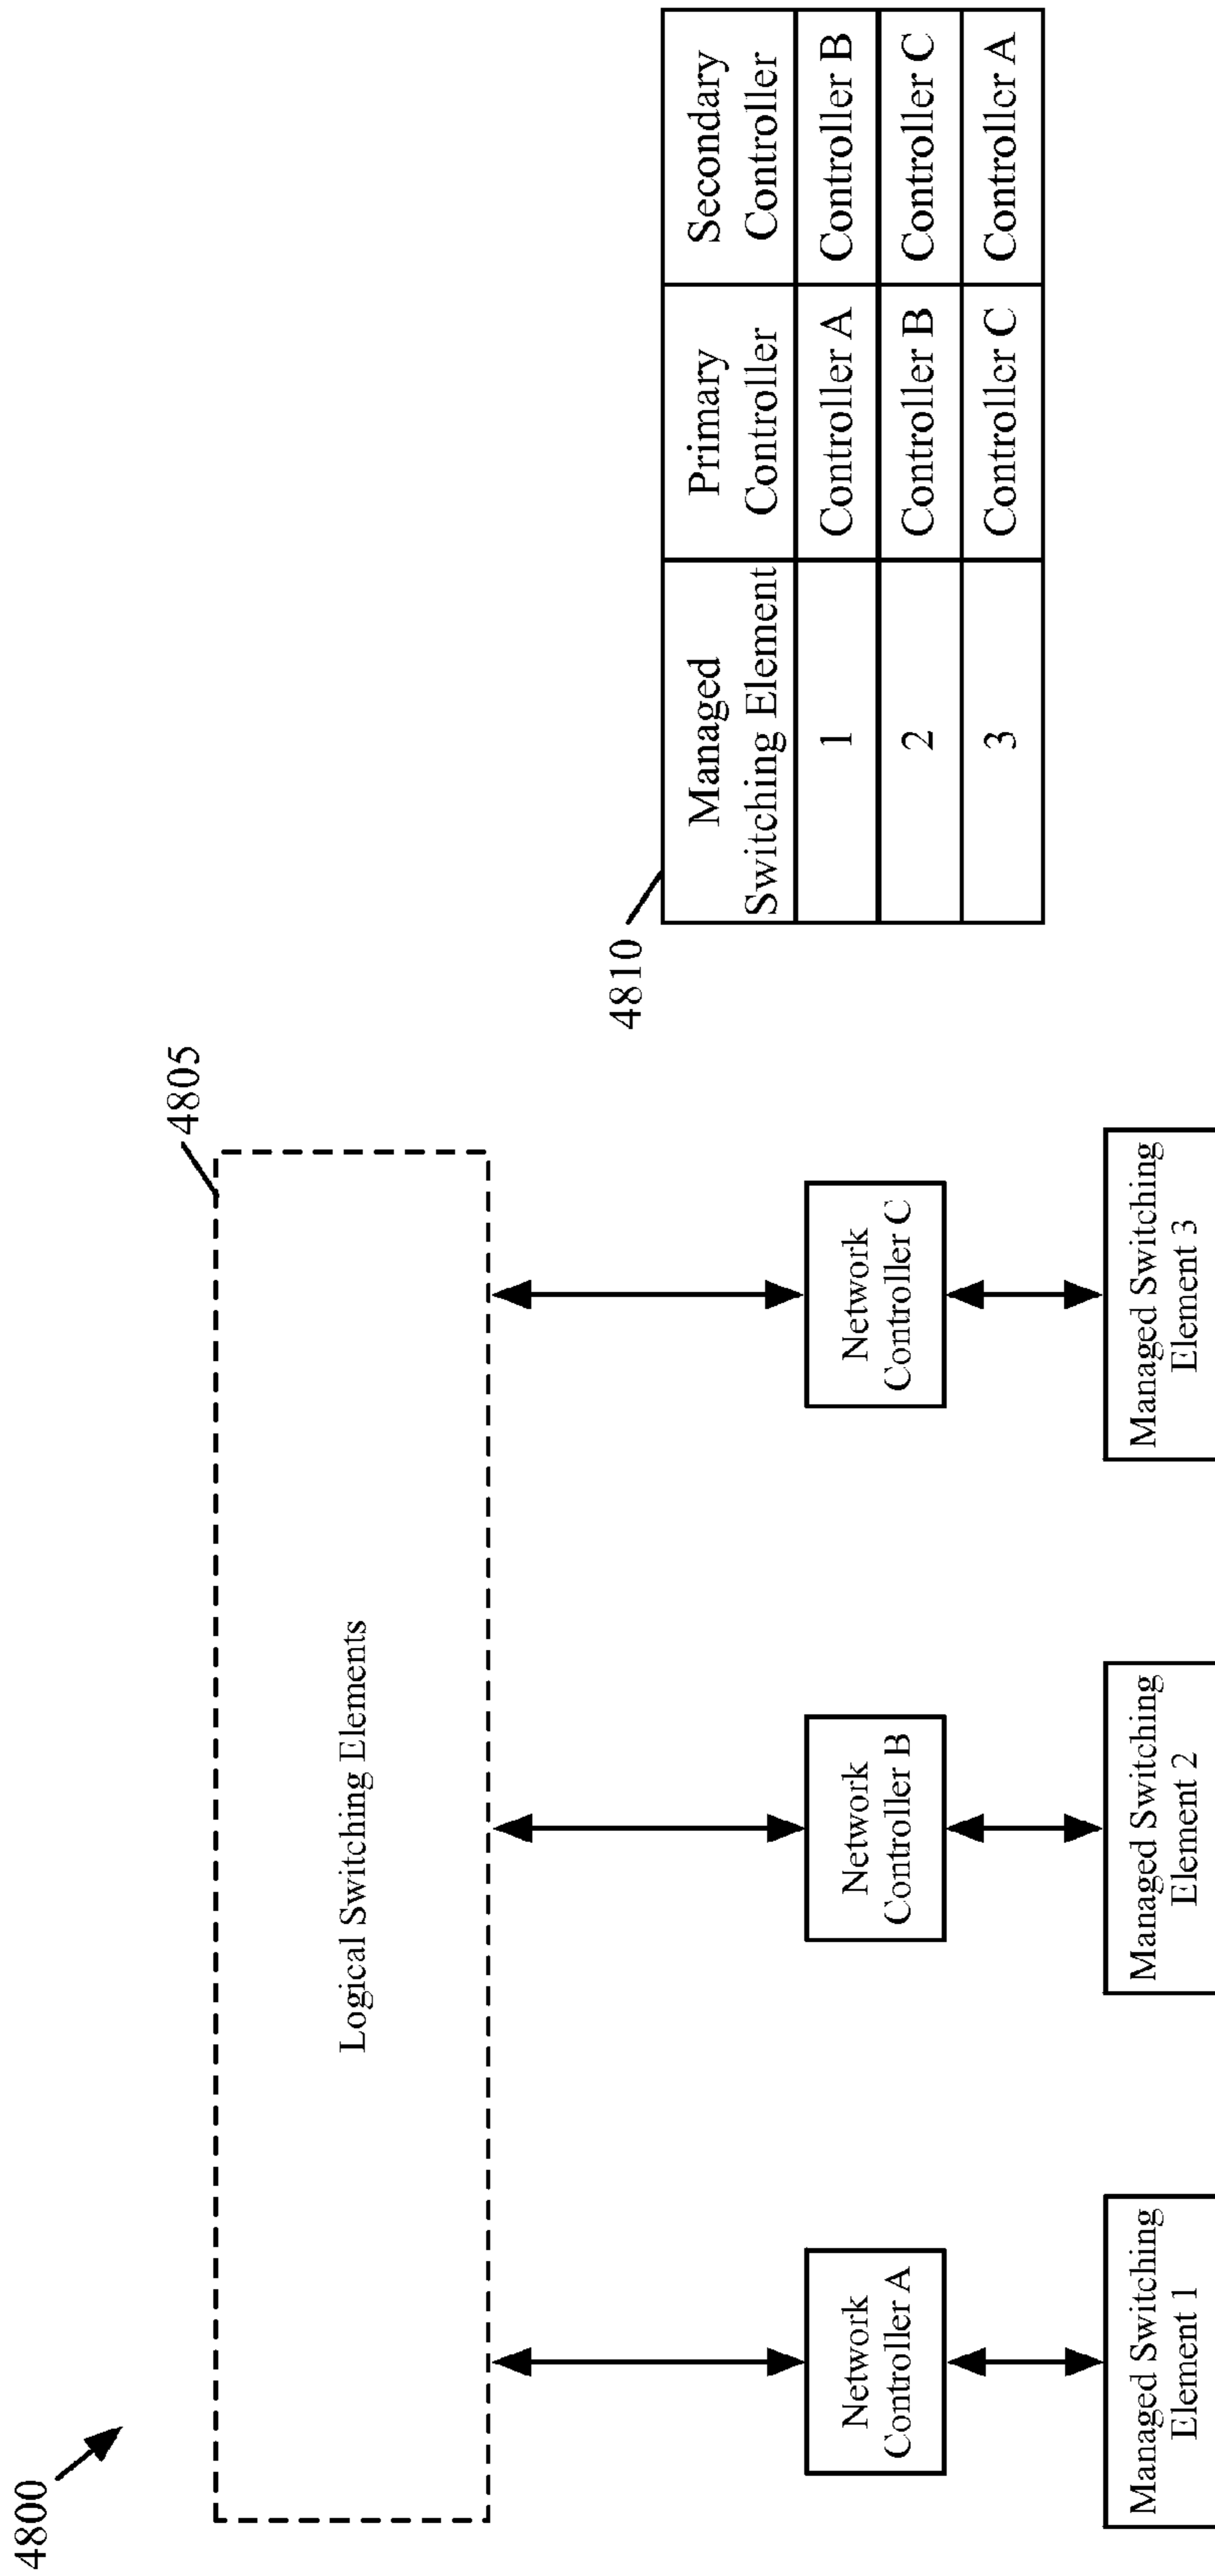 4800
4805
Logical Switching Elements
Network
Controller A
Network
Controller B
Network
Controller C
Managed Switching
Element 1
Managed Switching
Element 2
Managed Switching
Element 3
4810
Managed
Switching Element
Primary
Controller
Secondary
Controller
1
Controller A
Controller B
2
Controller B
Controller C
3
Controller C
Controller A